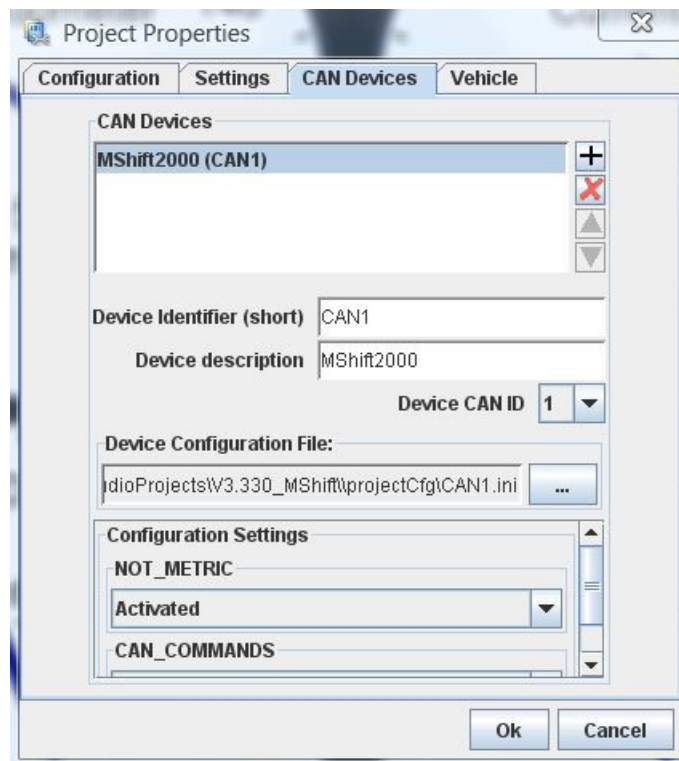 Project Properties
Configuration Settings CAN Devices Vehicle
CAN Devices
MShift2000 (CAN1)
Device Identifier (short) CAN1
Device description MShift2000
Device CAN ID 1
Device Configuration File:
udioProjects\V3.330_MShift\\projectCfg\CAN1.ini ...
Configuration Settings
NOT_METRIC
Activated
CAN_COMMANDS
Ok Cancel